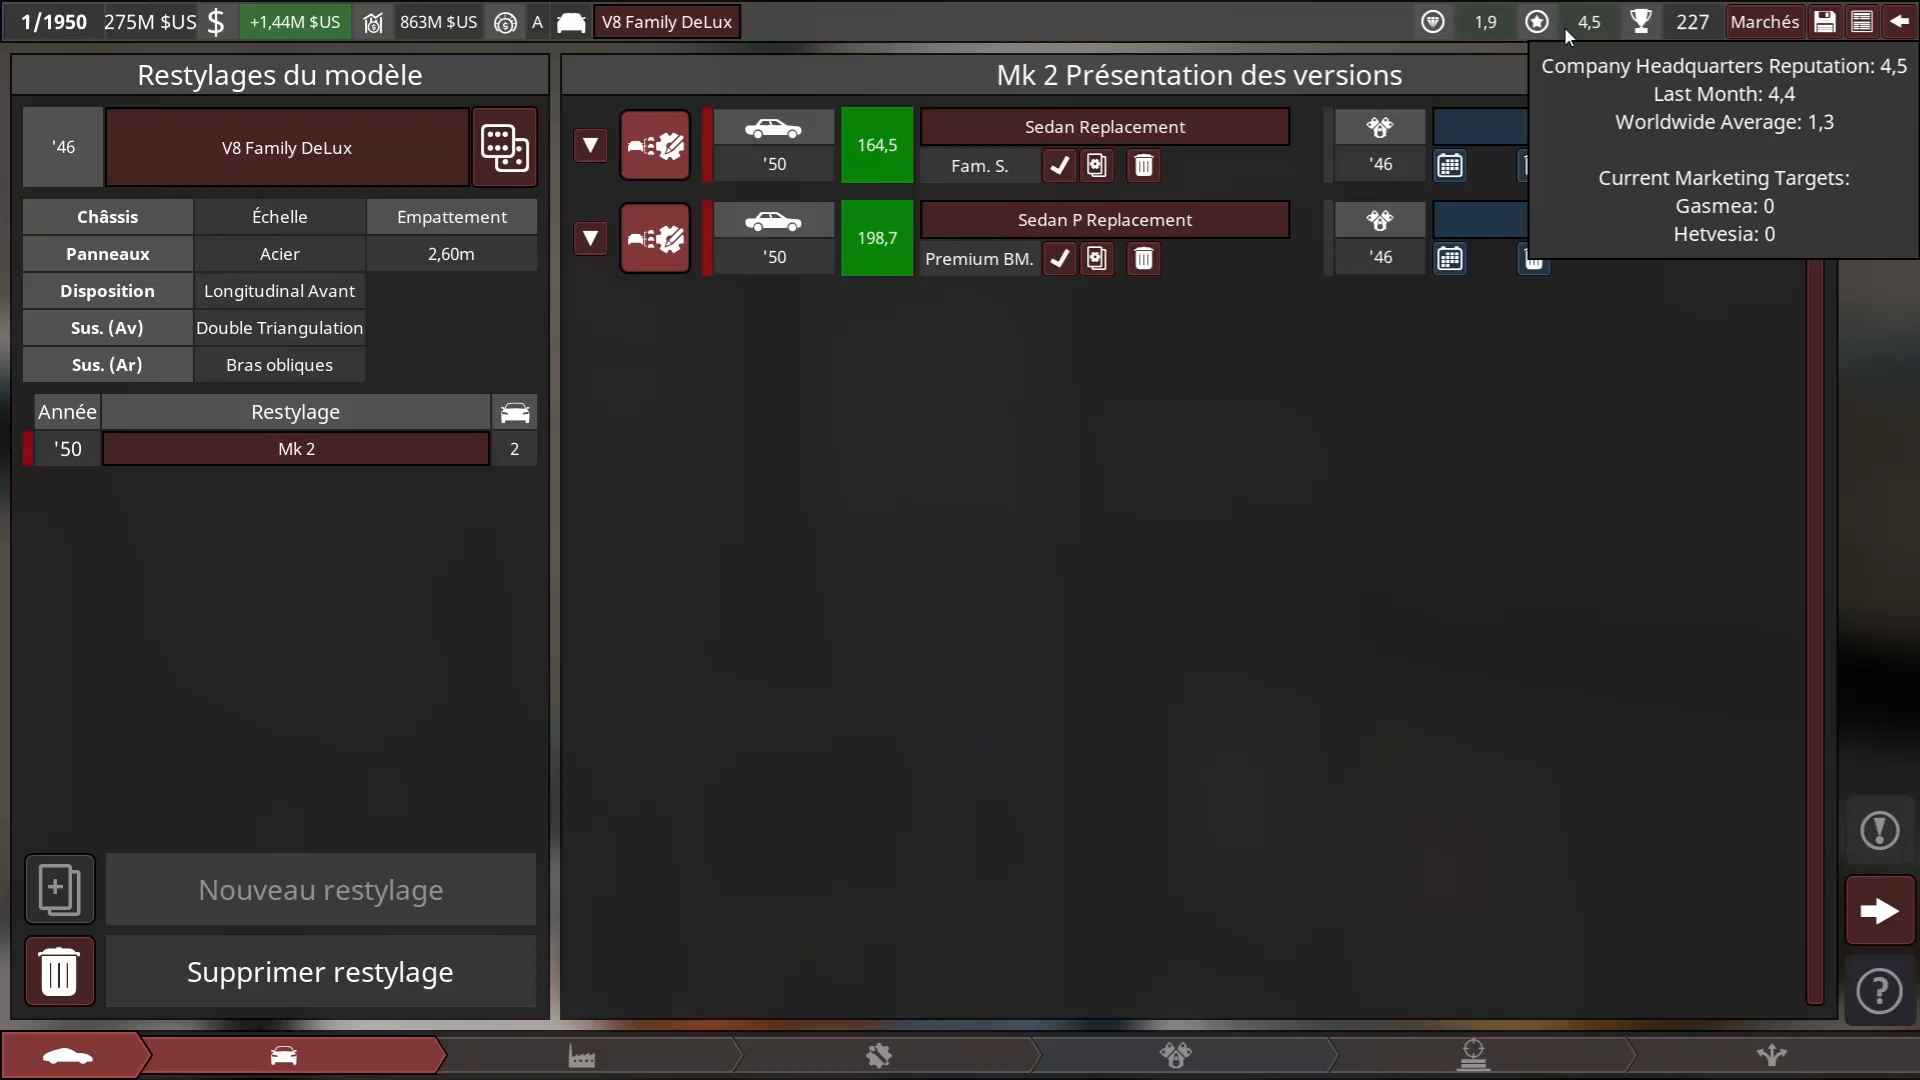 1/1950 275M $US +1,44M $US 863M $US A V8 Family DeLux 1,9 4,5 227 Marchés
Company Headquarters Reputation: 4,5
Last Month: 4,4
Worldwide Average: 1,3
Current Marketing Targets:
Gasmea: 0
Hetvesia: 0
Restylages du modèle
'46 V8 Family DeLux
Châssis Échelle Empattement
Panneaux Acier 2,60m
Disposition Longitudinal Avant
Sus. (Av) Double Triangulation
Sus. (Ar) Bras obliques
Année Restylage
'50 Mk 2 2
Nouveau restylage
Supprimer restylage
Mk 2 Présentation des versions
164,5 Sedan Replacement
'50 Fam. S. '46
198,7 Sedan P Replacement
'50 Premium BM. '46